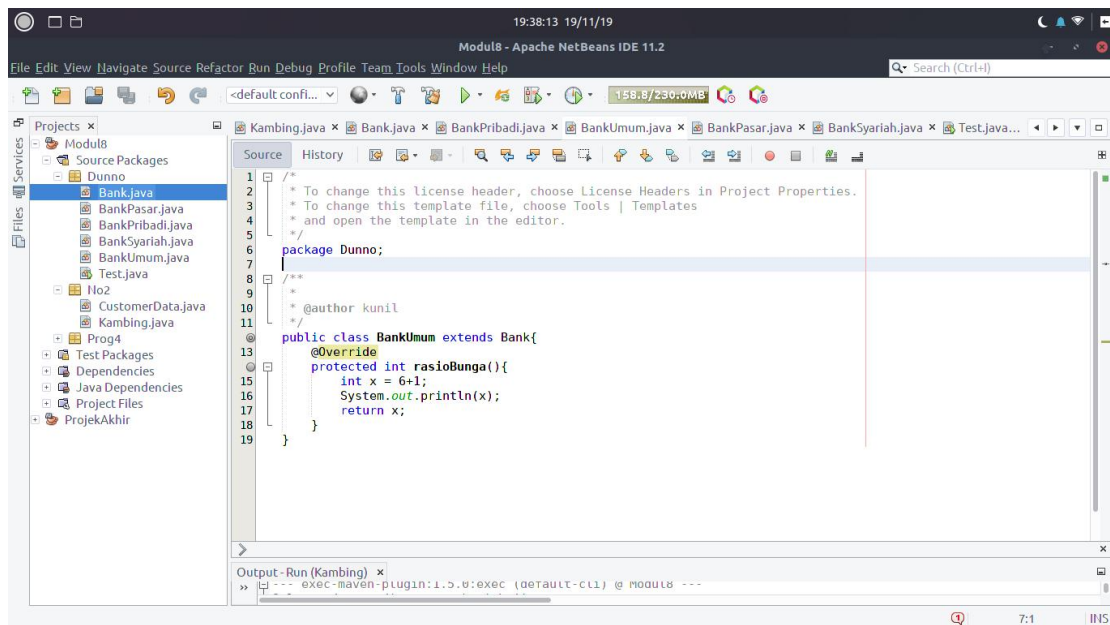 19:38:13 19/11/19
Modul8 - Apache NetBeans IDE 11.2
File Edit View Navigate Source Refactor Run Debug Profile Team Tools Window Help
Search (Ctrl+I)
<default confi...
158.8/230.0MB
Projects
Kambing.java Bank.java BankPribadi.java BankUmum.java BankPasar.java BankSyariah.java Test.java...
Services
Files
Modul8
Source Packages
Dunno
Bank.java
BankPasar.java
BankPribadi.java
BankSyariah.java
BankUmum.java
Test.java
No2
CustomerData.java
Kambing.java
Prog4
Test Packages
Dependencies
Java Dependencies
Project Files
ProjekAkhir
Source History
1 /*
2 * To change this license header, choose License Headers in Project Properties.
3 * To change this template file, choose Tools | Templates
4 * and open the template in the editor.
5 */
6 package Dunno;
7
8 /**
9 *
10 * @author kunil
11 */
public class BankUmum extends Bank{
13 @Override
protected int rasioBunga(){
15 int x = 6+1;
16 System.out.println(x);
17 return x;
18 }
19 }
Output - Run (Kambing)
--- exec-maven-plugin:1.5.0:exec (default-cli) @ Modul8 ---
1 7:1 INS